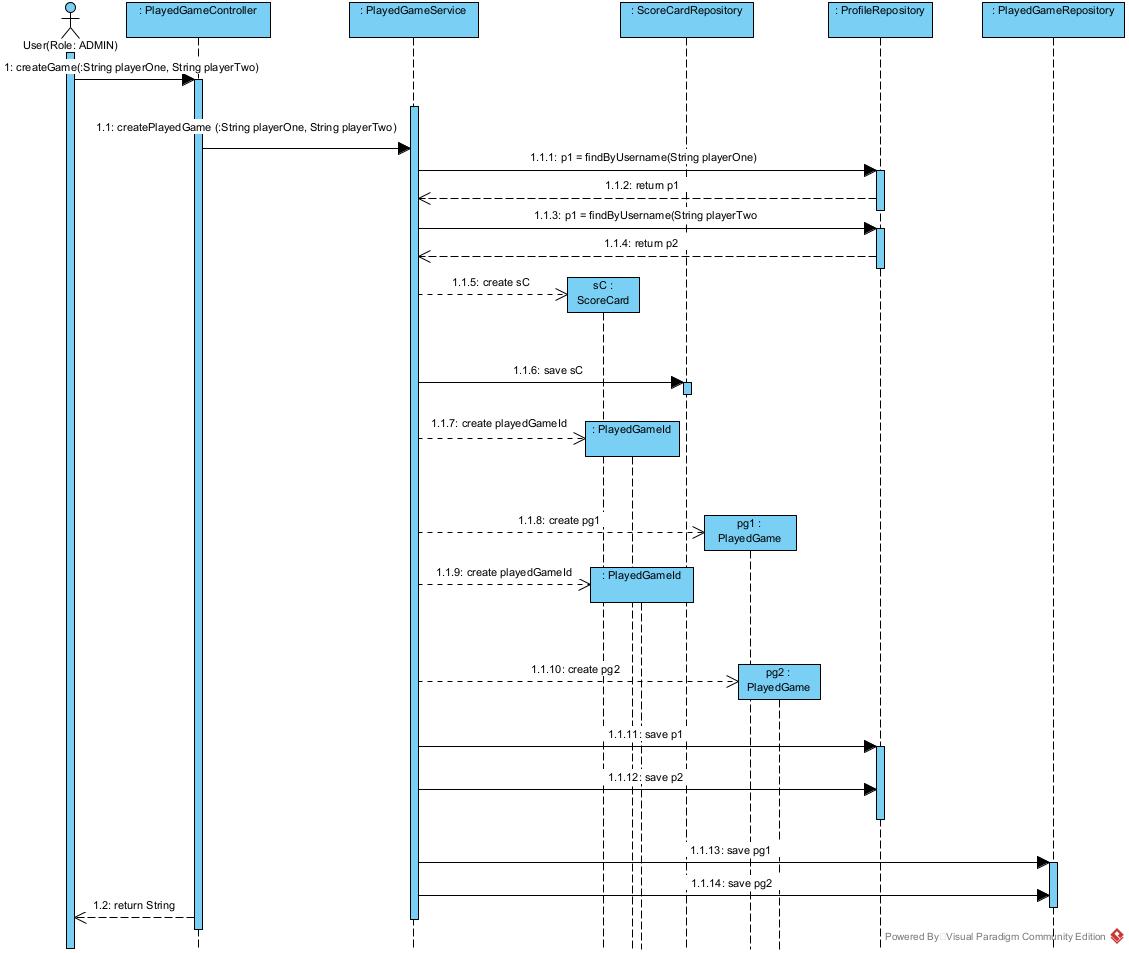 : PlayedGameController
: PlayedGameService
: ScoreCardRepository
: ProfileRepository
: PlayedGameRepository
User(Role: ADMIN)
1: createGame(:String playerOne, String playerTwo)
1.1: createPlayedGame (:String playerOne, String playerTwo)
1.1.1: p1 = findByUsername(String playerOne)
1.1.2: return p1
1.1.3: p1 = findByUsername(String playerTwo
1.1.4: return p2
1.1.5: create sC
sC :
ScoreCard
1.1.6: save sC
1.1.7: create playedGameId
: PlayedGameId
1.1.8: create pg1
pg1 :
PlayedGame
1.1.9: create playedGameId
: PlayedGameId
1.1.10: create pg2
pg2 :
PlayedGame
1.1.11: save p1
1.1.12: save p2
1.1.13: save pg1
1.1.14: save pg2
1.2: return String
Powered By Visual Paradigm Community Edition